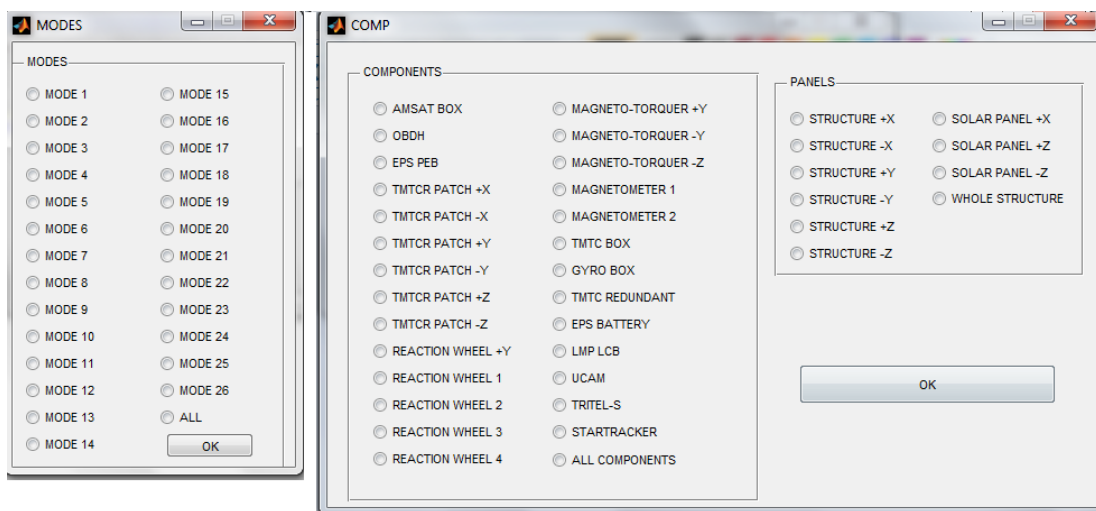 MODES
MODES
MODE 1
MODE 2
MODE 3
MODE 4
MODE 5
MODE 6
MODE 7
MODE 8
MODE 9
MODE 10
MODE 11
MODE 12
MODE 13
MODE 14
MODE 15
MODE 16
MODE 17
MODE 18
MODE 19
MODE 20
MODE 21
MODE 22
MODE 23
MODE 24
MODE 25
MODE 26
ALL
OK
COMP
COMPONENTS
AMSAT BOX
OBDH
EPS PEB
TMTCR PATCH +X
TMTCR PATCH -X
TMTCR PATCH +Y
TMTCR PATCH -Y
TMTCR PATCH +Z
TMTCR PATCH -Z
REACTION WHEEL +Y
REACTION WHEEL 1
REACTION WHEEL 2
REACTION WHEEL 3
REACTION WHEEL 4
MAGNETO-TORQUER +Y
MAGNETO-TORQUER -Y
MAGNETO-TORQUER -Z
MAGNETOMETER 1
MAGNETOMETER 2
TMTC BOX
GYRO BOX
TMTC REDUNDANT
EPS BATTERY
LMP LCB
UCAM
TRITEL-S
STARTRACKER
ALL COMPONENTS
PANELS
STRUCTURE +X
STRUCTURE -X
STRUCTURE +Y
STRUCTURE -Y
STRUCTURE +Z
STRUCTURE -Z
SOLAR PANEL +X
SOLAR PANEL +Z
SOLAR PANEL -Z
WHOLE STRUCTURE
OK